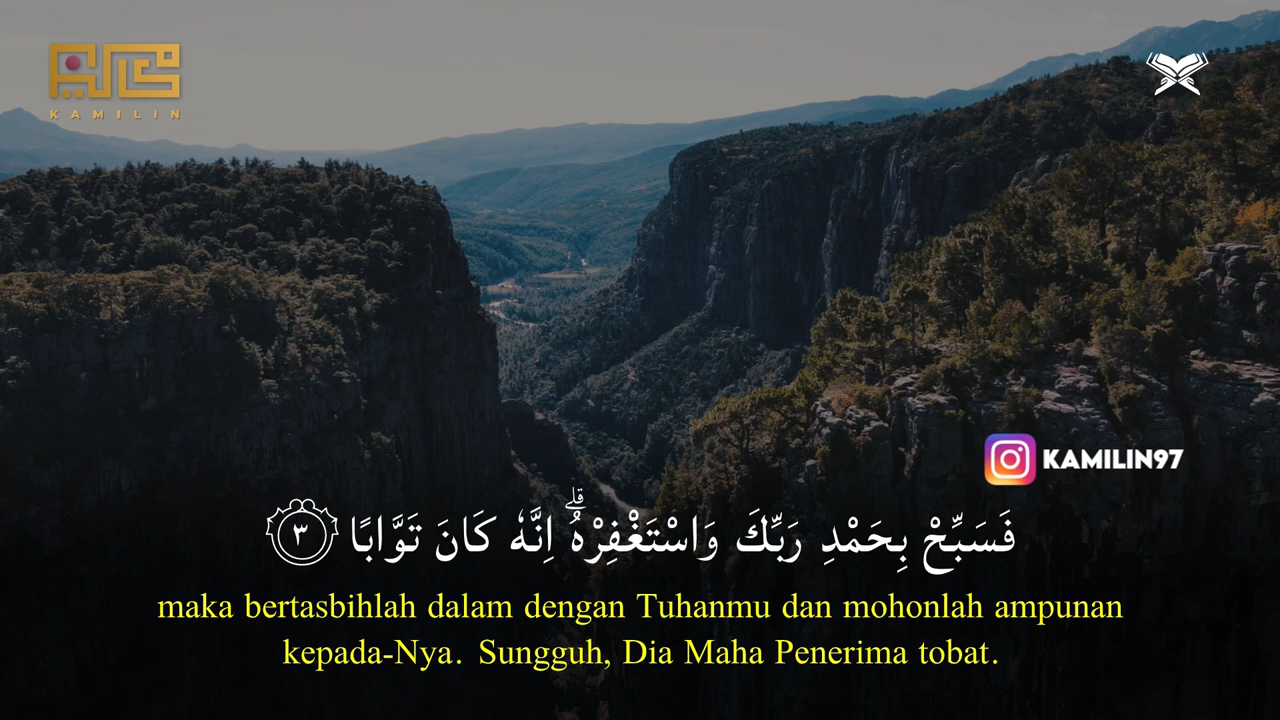 KAMILIN
KAMILIN97
فَسَبِّحْ بِحَمْدِ رَبِّكَ وَاسْتَغْفِرْهُۗ اِنَّهٗ كَانَ تَوَّابًا ٣
maka bertasbihlah dalam dengan Tuhanmu dan mohonlah ampunan
kepada-Nya. Sungguh, Dia Maha Penerima tobat.